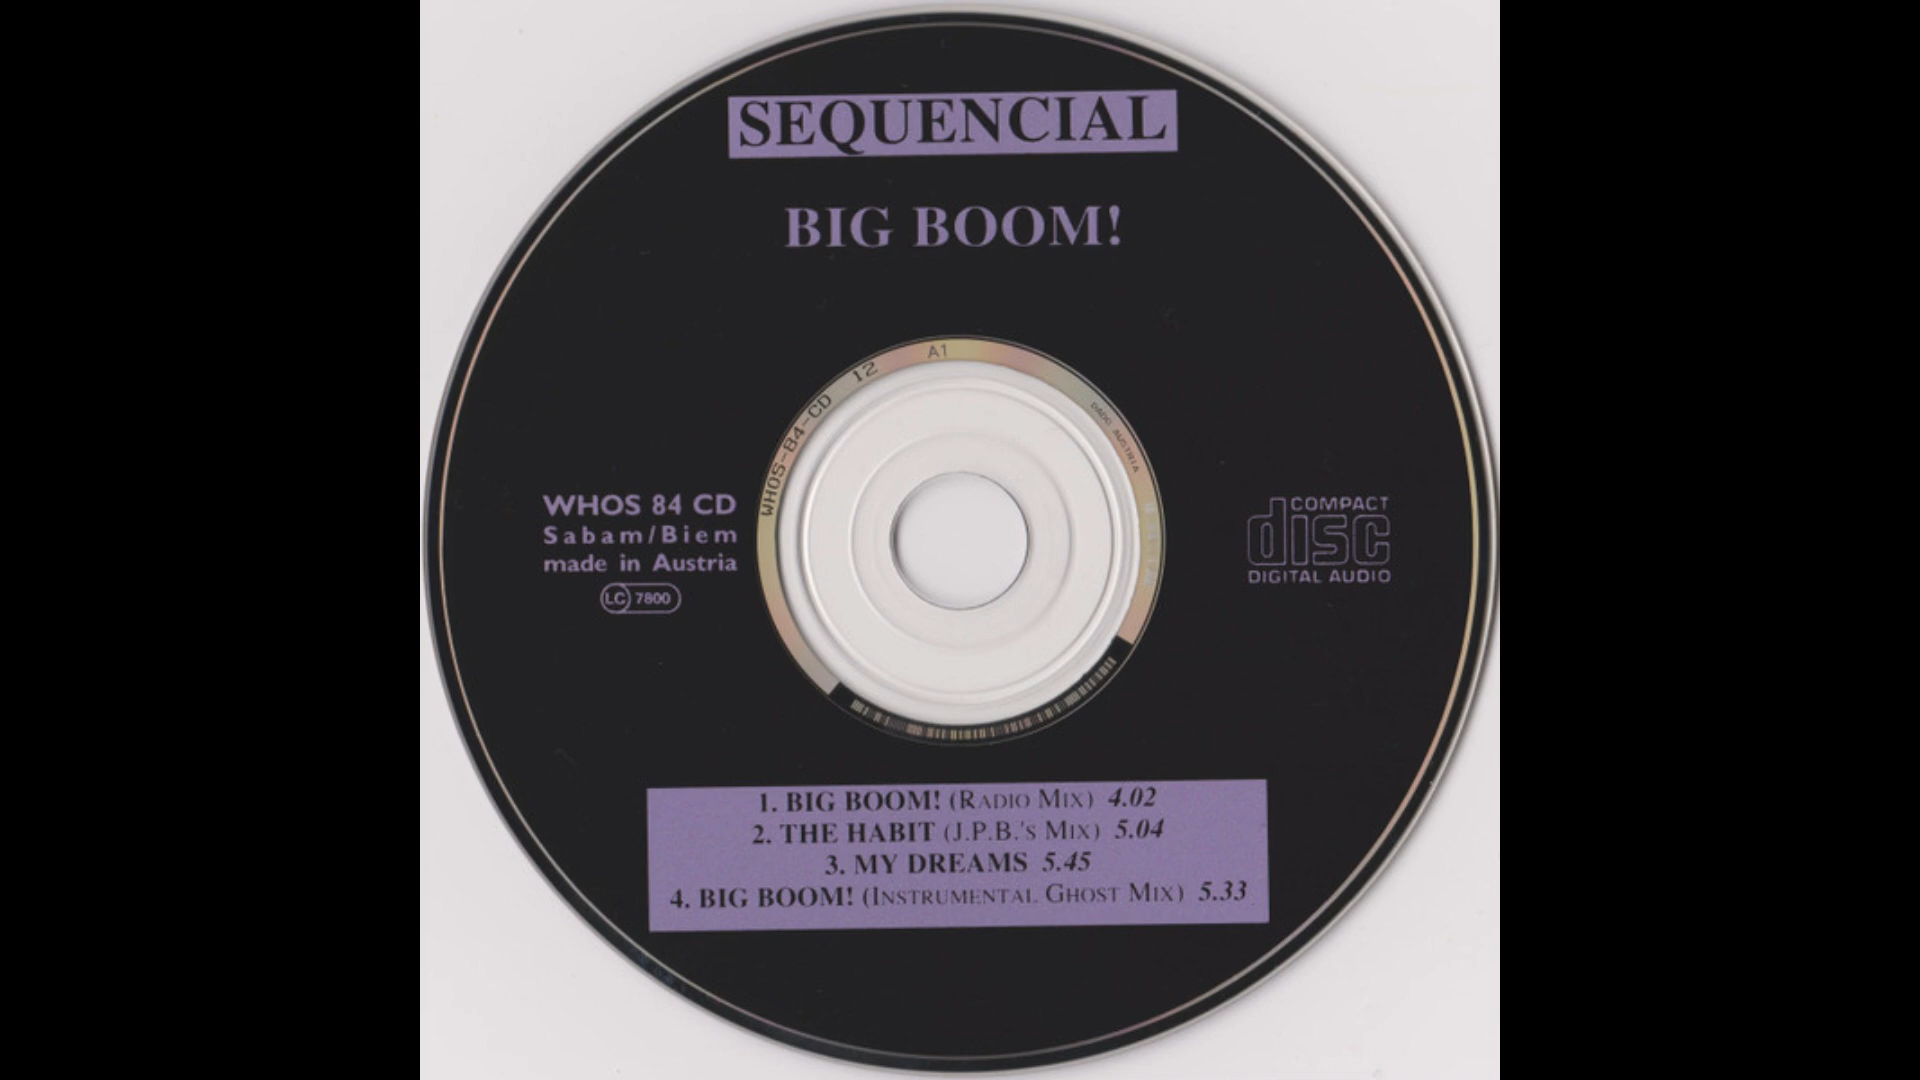 SEQUENCIAL
BIG BOOM!
A1
12
WHOS-84-CD
DADC AUSTRIA
WHOS 84 CD
Sabam/Biem
made in Austria
LC 7800
COMPACT
disc
DIGITAL AUDIO
1. BIG BOOM! (RADIO MIX) 4.02
2. THE HABIT (J.P.B.'s MIX) 5.04
3. MY DREAMS 5.45
4. BIG BOOM! (INSTRUMENTAL GHOST MIX) 5.33